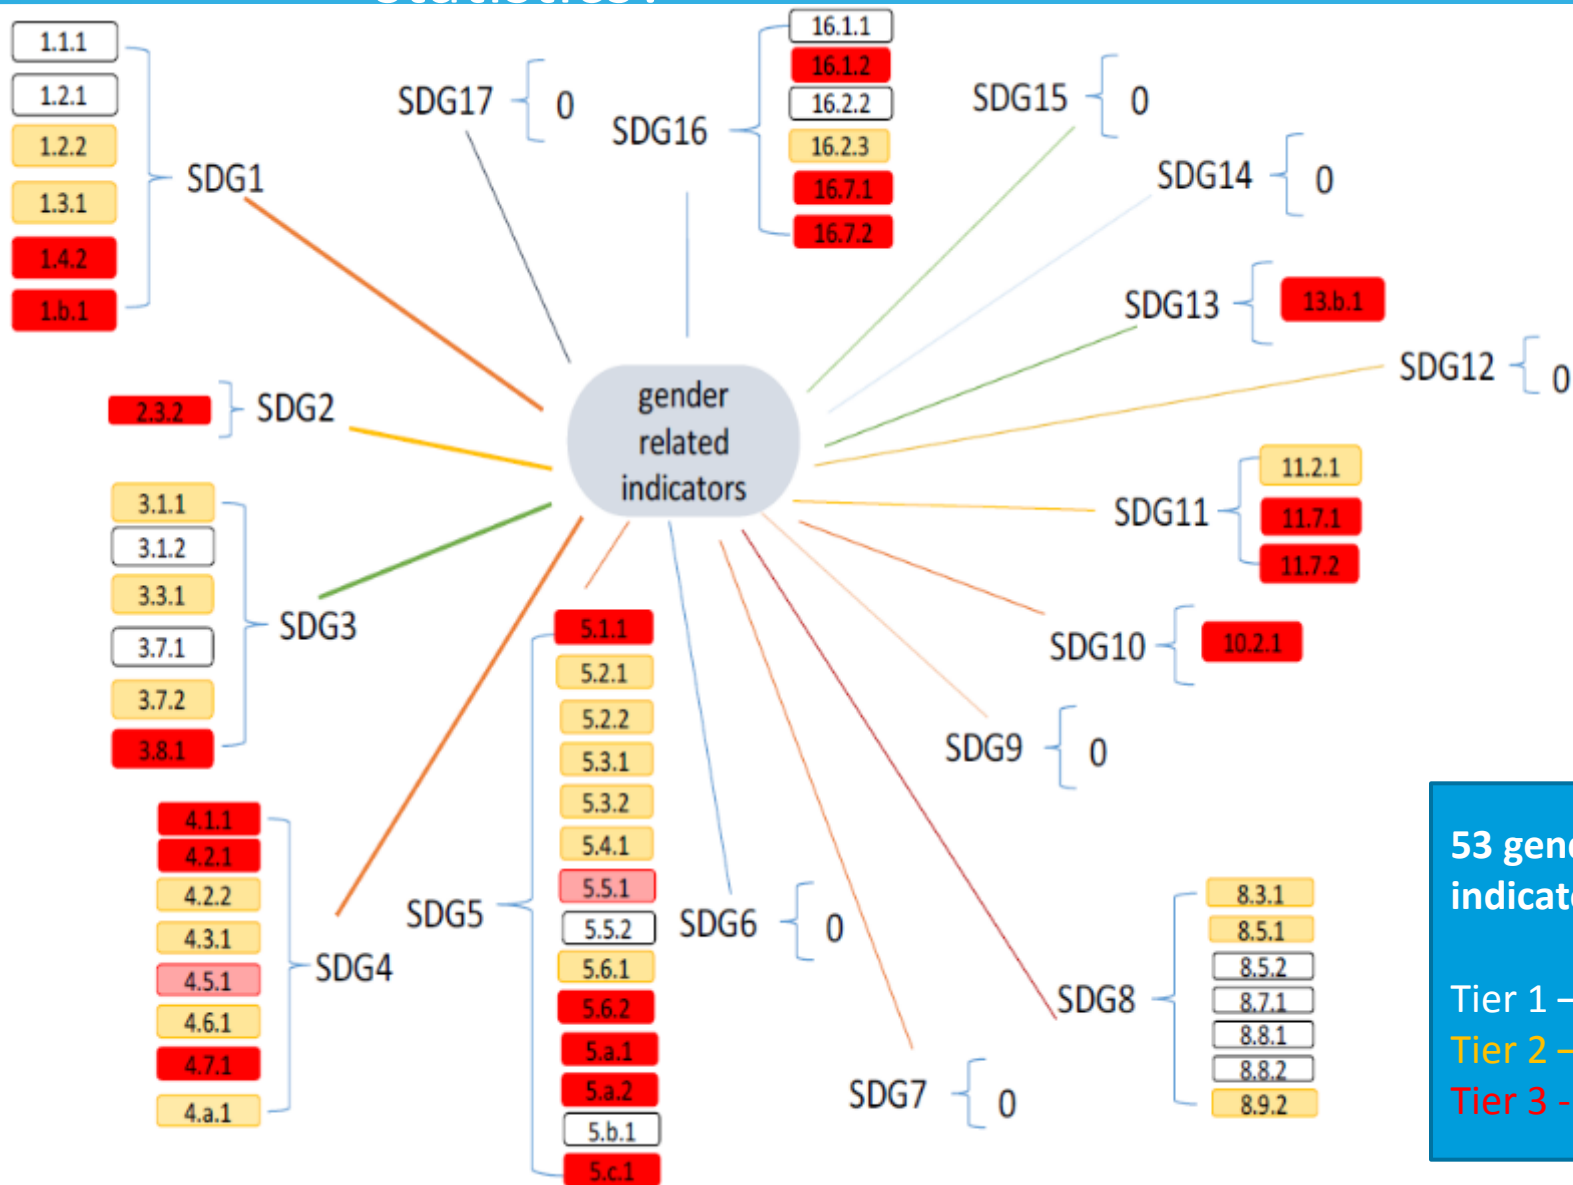 1.1.1
1.2.1
1.2.2
1.3.1
1.4.2
1.b.1
SDG1
SDG17
0
SDG16
16.1.1
16.1.2
16.2.2
16.2.3
16.7.1
16.7.2
SDG15
0
SDG14
0
SDG13
13.b.1
SDG12
0
2.3.2
SDG2
gender
related
indicators
3.1.1
3.1.2
3.3.1
3.7.1
3.7.2
3.8.1
SDG3
SDG11
11.2.1
11.7.1
11.7.2
SDG10
10.2.1
SDG9
0
4.1.1
4.2.1
4.2.2
4.3.1
4.5.1
4.6.1
4.7.1
4.a.1
SDG4
SDG5
5.1.1
5.2.1
5.2.2
5.3.1
5.3.2
5.4.1
5.5.1
5.5.2
5.6.1
5.6.2
5.a.1
5.a.2
5.b.1
5.c.1
SDG6
0
SDG7
0
SDG8
8.3.1
8.5.1
8.5.2
8.7.1
8.8.1
8.8.2
8.9.2
53 gen
indicat
Tier 1 –
Tier 2 –
Tier 3 -